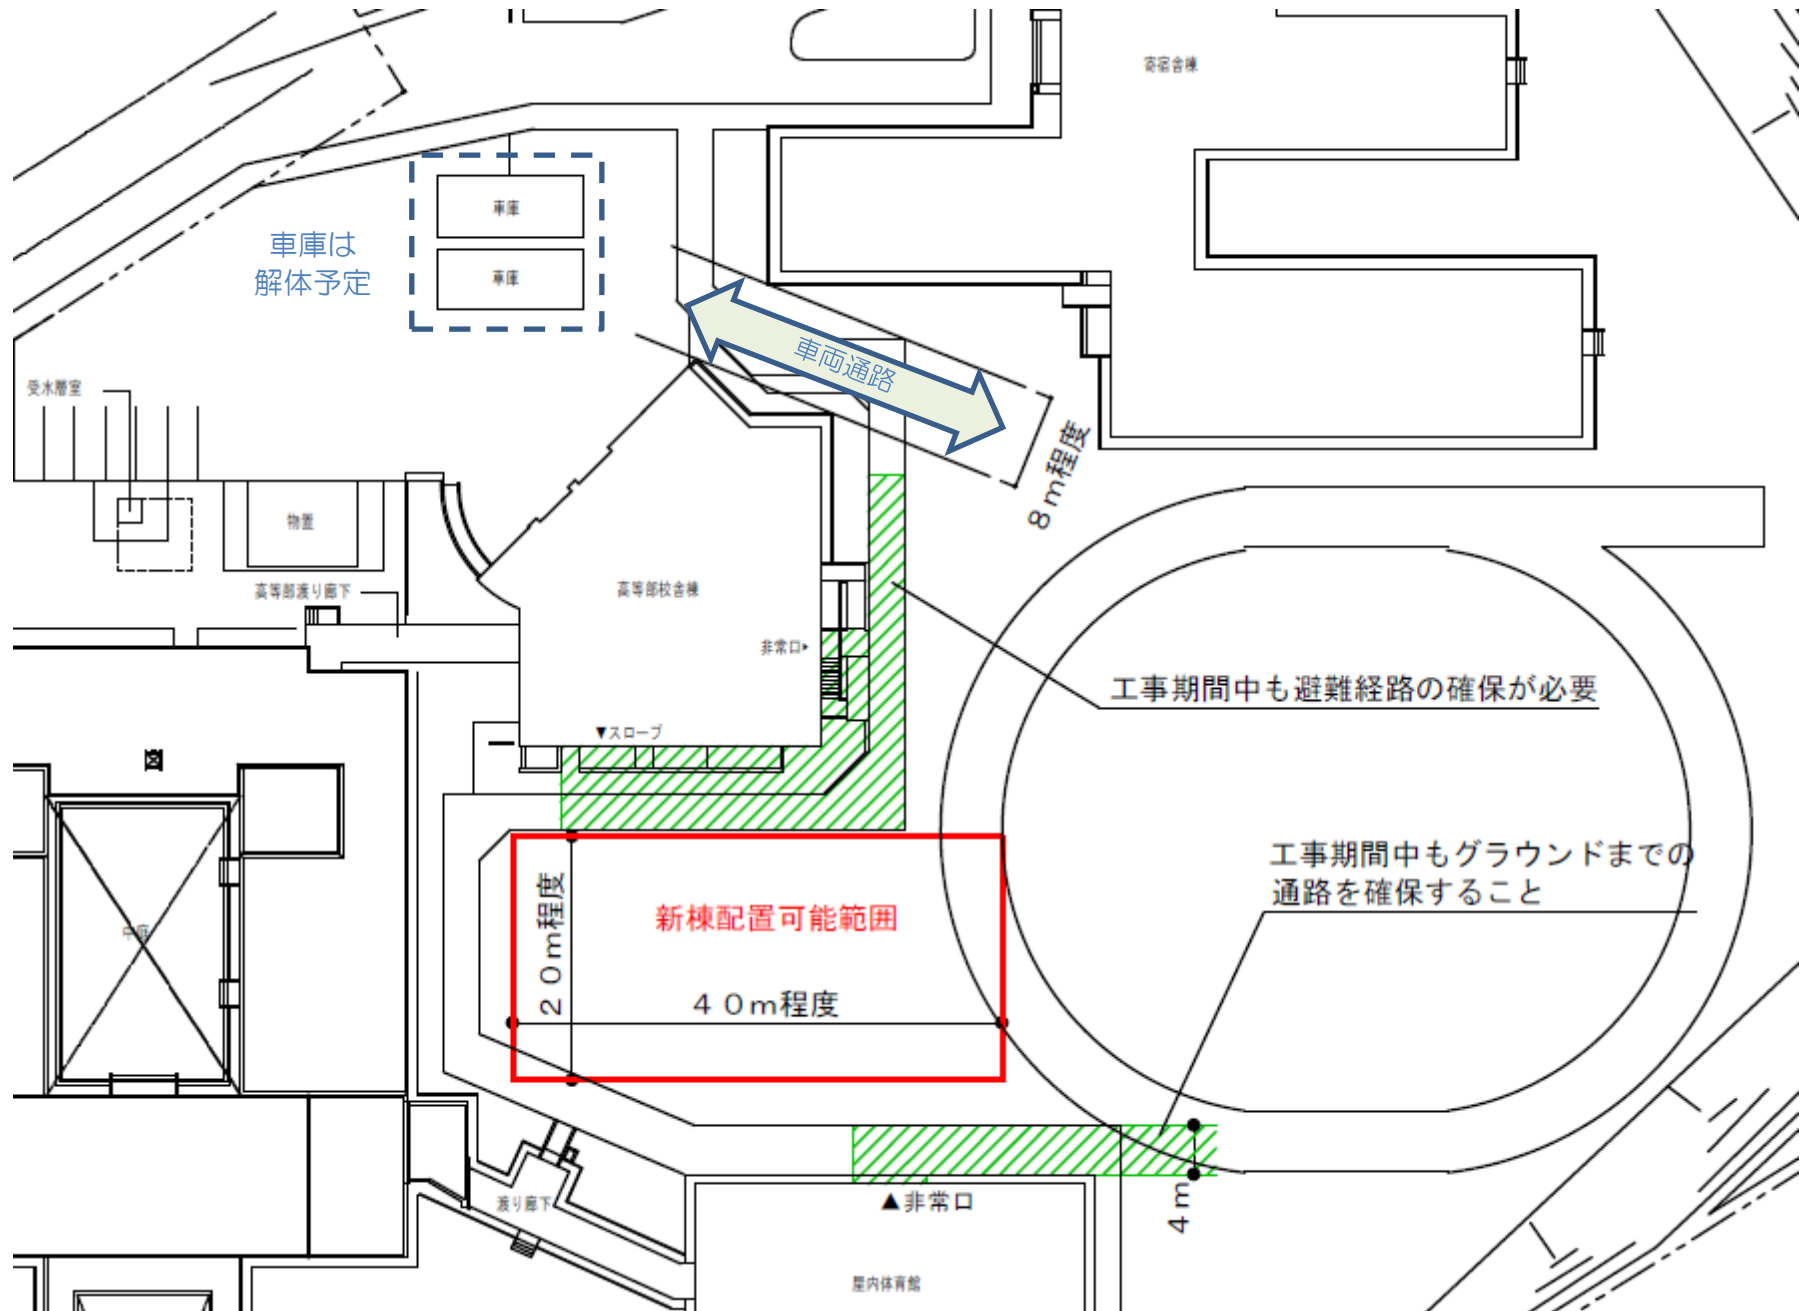 寄宿舎棟
車庫
車庫は
解体予定
車庫
車両通路
受水層室
8m程度
物置
高等部渡り廊下
高等部校舎棟
非常口▶
工事期間中も避難経路の確保が必要
▼スロープ
工事期間中もグラウンドまでの
通路を確保すること
20m程度
新棟配置可能範囲
中庭
40m程度
渡り廊下
▲非常口
4m
屋内体育館